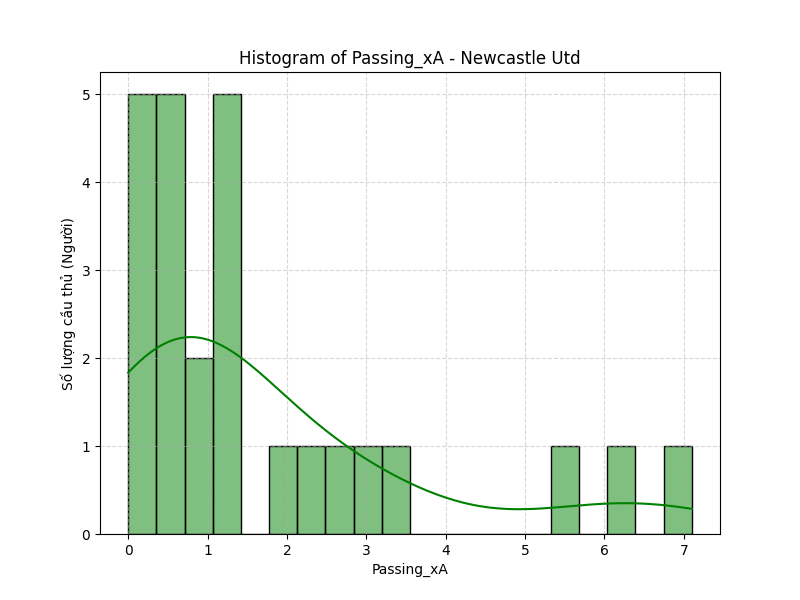 Histogram of Passing_xA - Newcastle Utd
Số lượng cầu thủ (Người)
5
4
3
2
1
0
0 1 2 3 4 5 6 7
Passing_xA